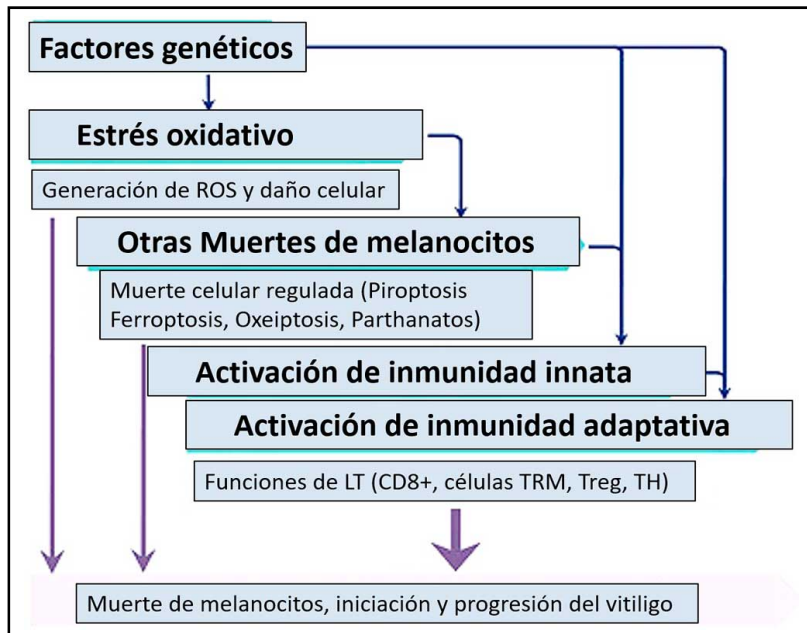 Factores genéticos
Estrés oxidativo
Generación de ROS y daño celular
Otras Muertes de melanocitos
Muerte celular regulada (Piroptosis
Ferroptosis, Oxeiptosis, Parthanatos)
Activación de inmunidad innata
Activación de inmunidad adaptativa
Funciones de LT (CD8+, células TRM, Treg, TH)
Muerte de melanocitos, iniciación y progresión del vitiligo